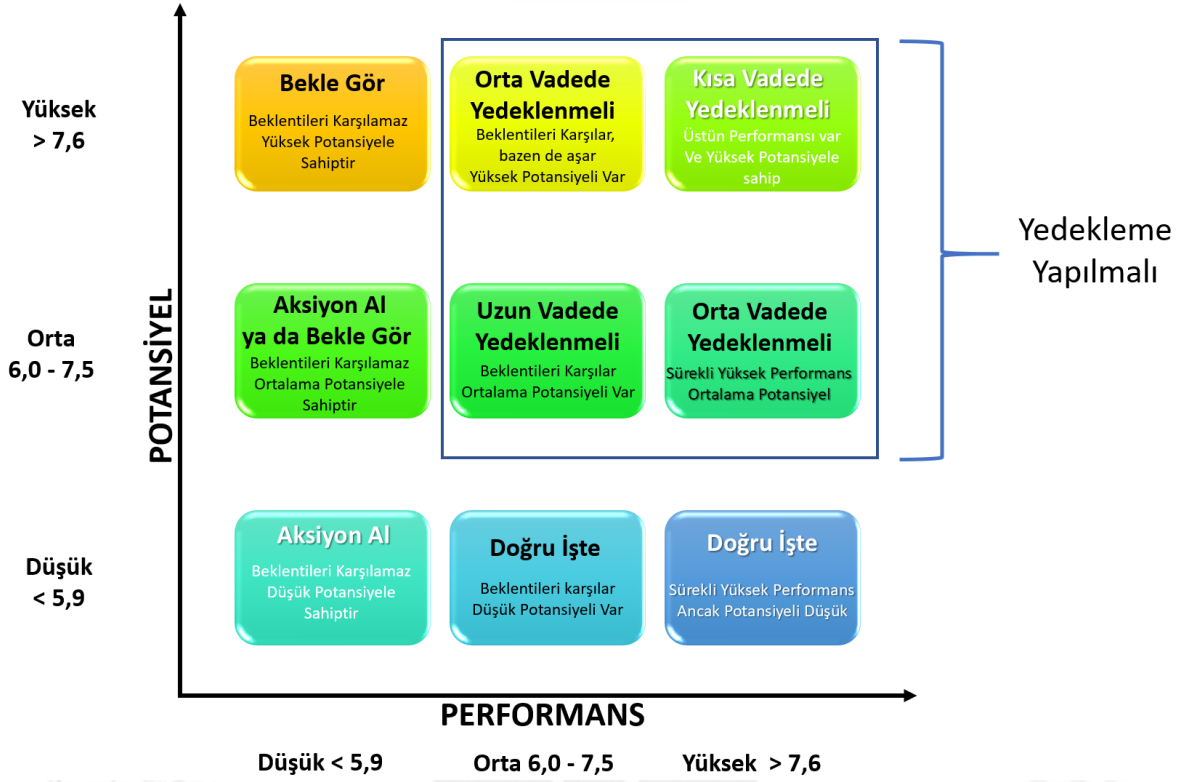 Yüksek
> 7,6
Bekle Gör
Beklentileri Karşılamaz
Yüksek Potansiyele
Sahiptir
Orta Vadede
Yedeklenmeli
Beklentileri Karşılar,
bazen de aşar
Yüksek Potansiyeli Var
Kısa Vadede
Yedeklenmeli
Üstün Performansı var
Ve Yüksek Potansiyele
sahip
Yedekleme
Yapılmalı
POTANSİYEL
Orta
6,0 - 7,5
Aksiyon Al
ya da Bekle Gör
Beklentileri Karşılamaz
Ortalama Potansiyele
Sahiptir
Uzun Vadede
Yedeklenmeli
Beklentileri Karşılar
Ortalama Potansiyeli Var
Orta Vadede
Yedeklenmeli
Sürekli Yüksek Performans
Ortalama Potansiyel
Düşük
< 5,9
Aksiyon Al
Beklentileri Karşılamaz
Düşük Potansiyele
Sahiptir
Doğru İşte
Beklentileri karşılar
Düşük Potansiyeli Var
Doğru İşte
Sürekli Yüksek Performans
Ancak Potansiyeli Düşük
PERFORMANS
Düşük < 5,9
Orta 6,0 - 7,5
Yüksek > 7,6